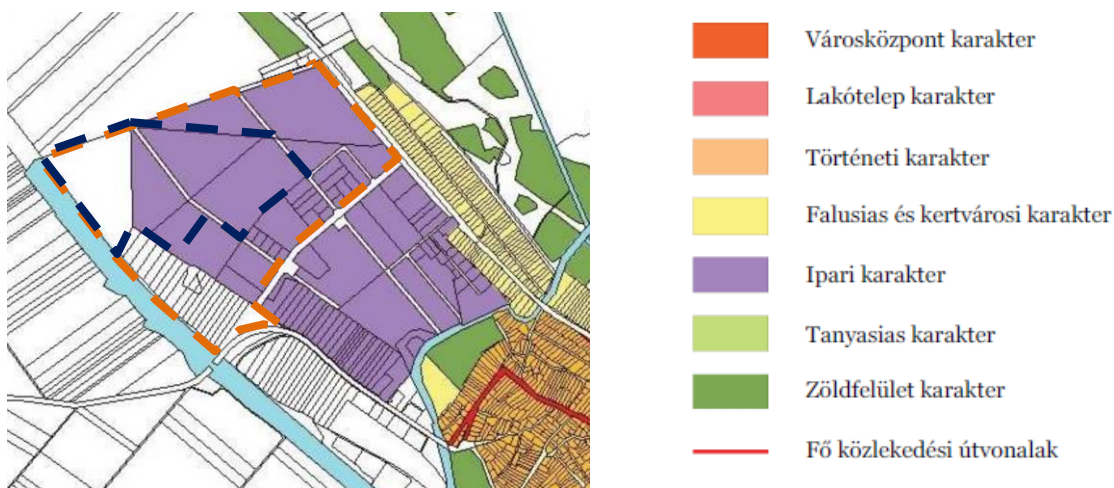 Városközpont karakter
Lakótelep karakter
Történeti karakter
Falusias és kertvárosi karakter
Ipari karakter
Tanyasias karakter
Zöldfelület karakter
Fő közlekedési útvonalak